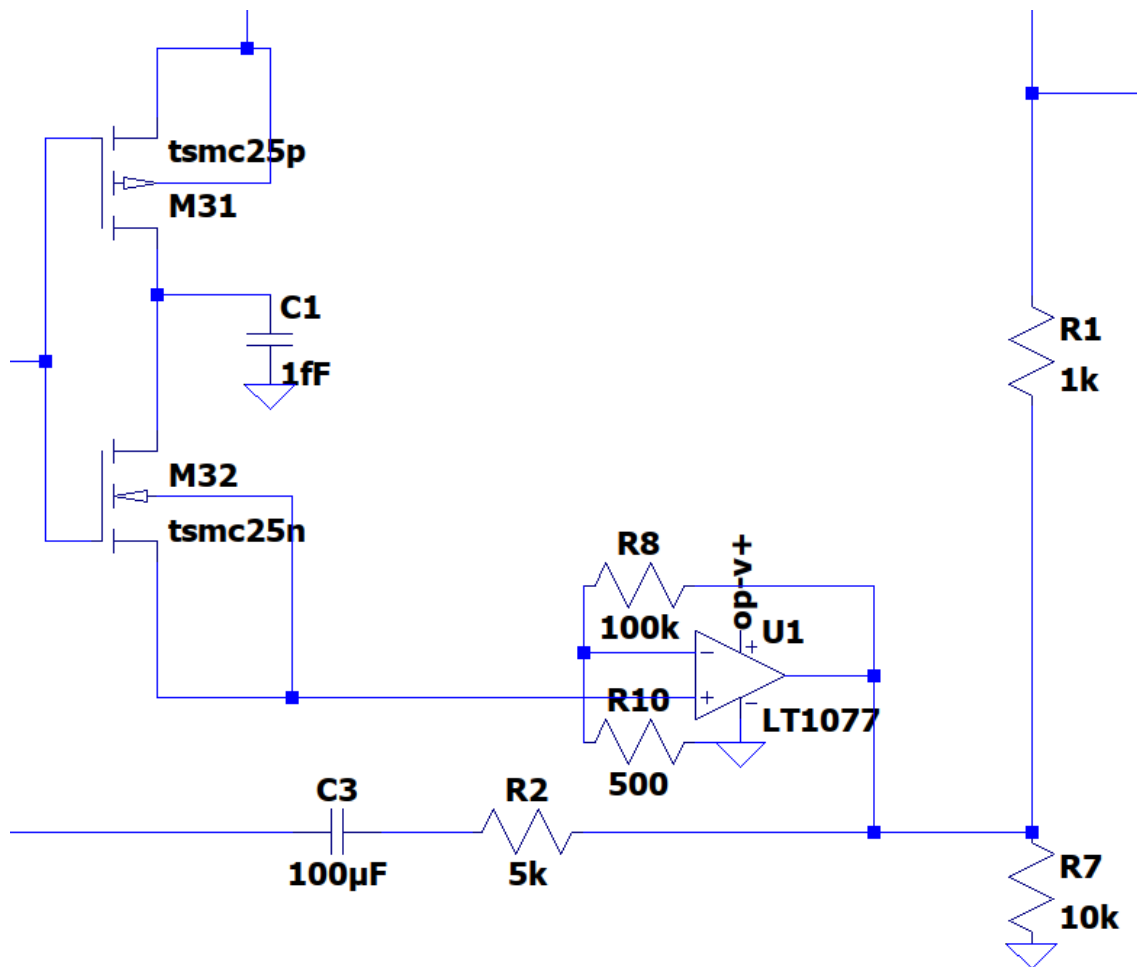 tsmc25p
M31
C1
1fF
R1
1k
M32
tsmc25n
R8
100k
op-v+
U1
R10
500
LT1077
C3
100µF
R2
5k
R7
10k